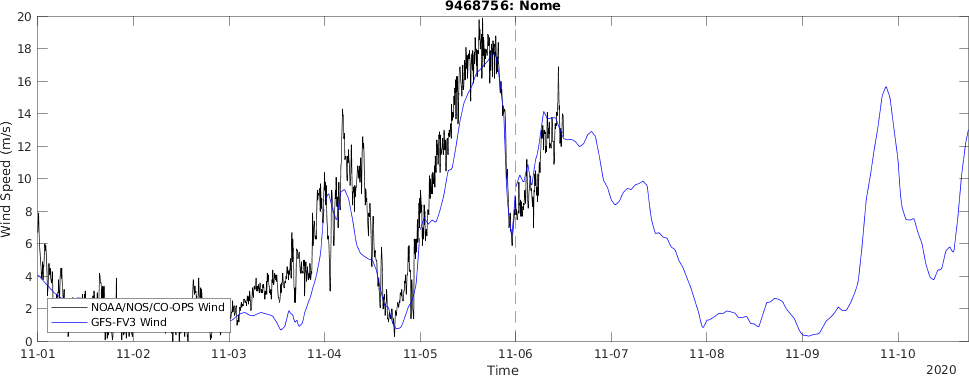 9468756: Nome
20
18
16
14
12
10
8
6
4
2
0
Wind Speed (m/s)
NOAA/NOS/CO-OPS Wind
GFS-FV3 Wind
11-01 11-02 11-03 11-04 11-05 11-06 11-07 11-08 11-09 11-10
Time
2020